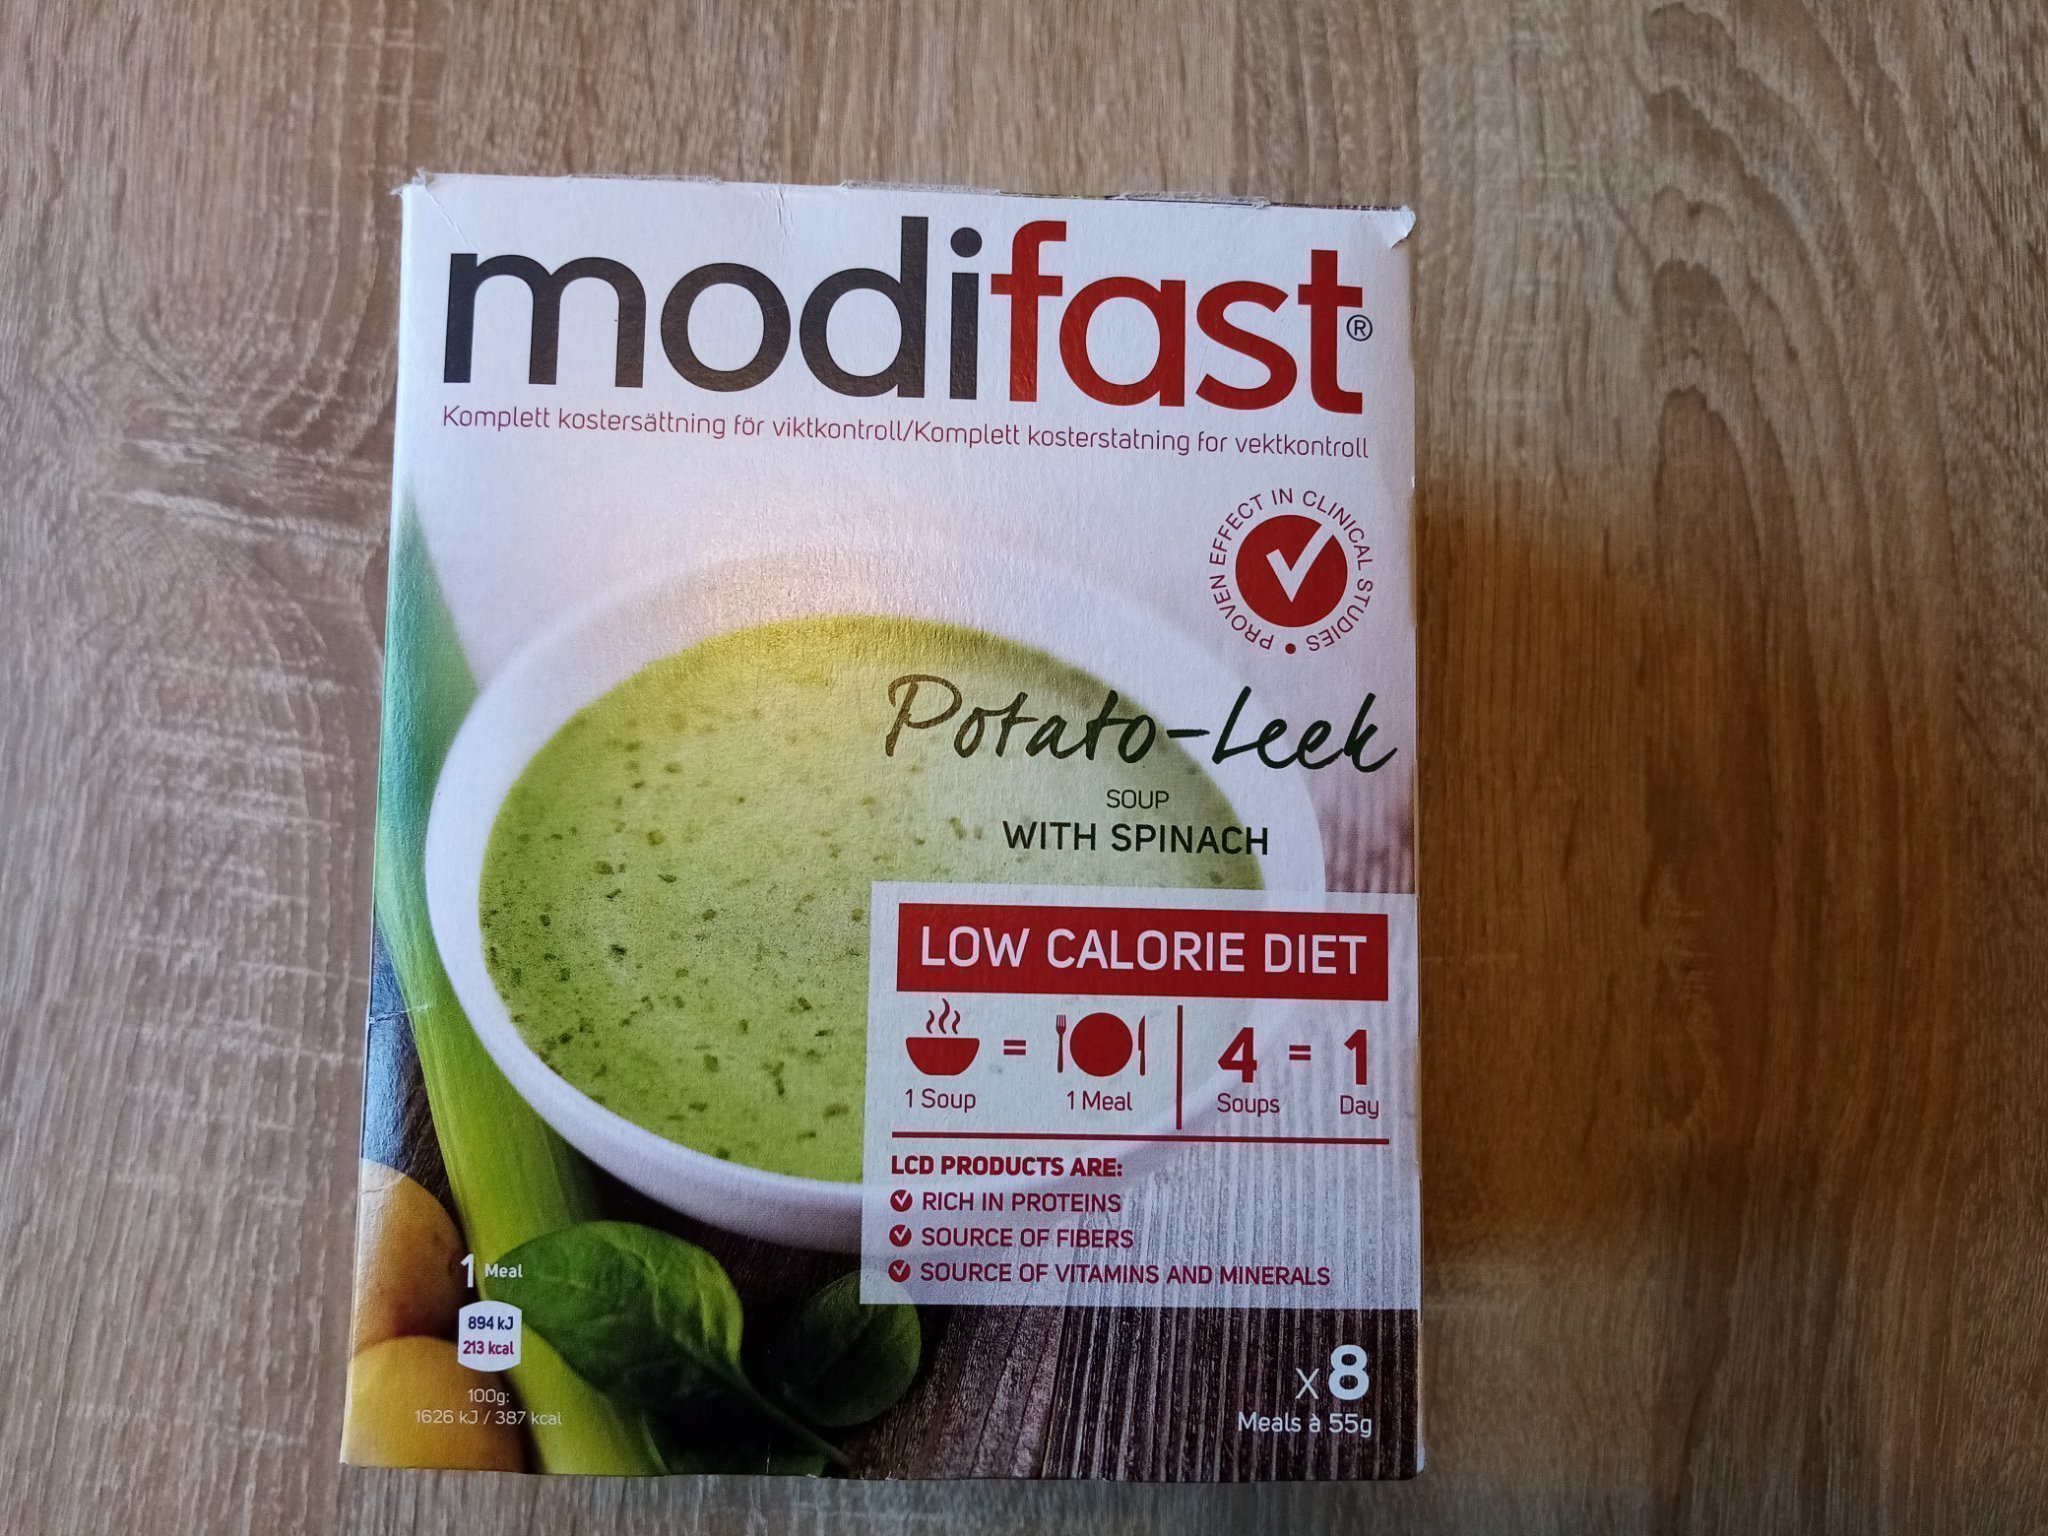 modifast®
Komplett kostersättning för viktkontroll/Komplett kosterstatning for vektkontroll
PROVEN EFFECT IN CLINICAL STUDIES •
Potato-Leek
SOUP
WITH SPINACH
LOW CALORIE DIET
= | 4 = 1
1 Soup 1 Meal Soups Day
LCD PRODUCTS ARE:
RICH IN PROTEINS
SOURCE OF FIBERS
SOURCE OF VITAMINS AND MINERALS
1 Meal
894 kJ
213 kcal
100g:
1626 kJ / 387 kcal
x 8
Meals à 55g